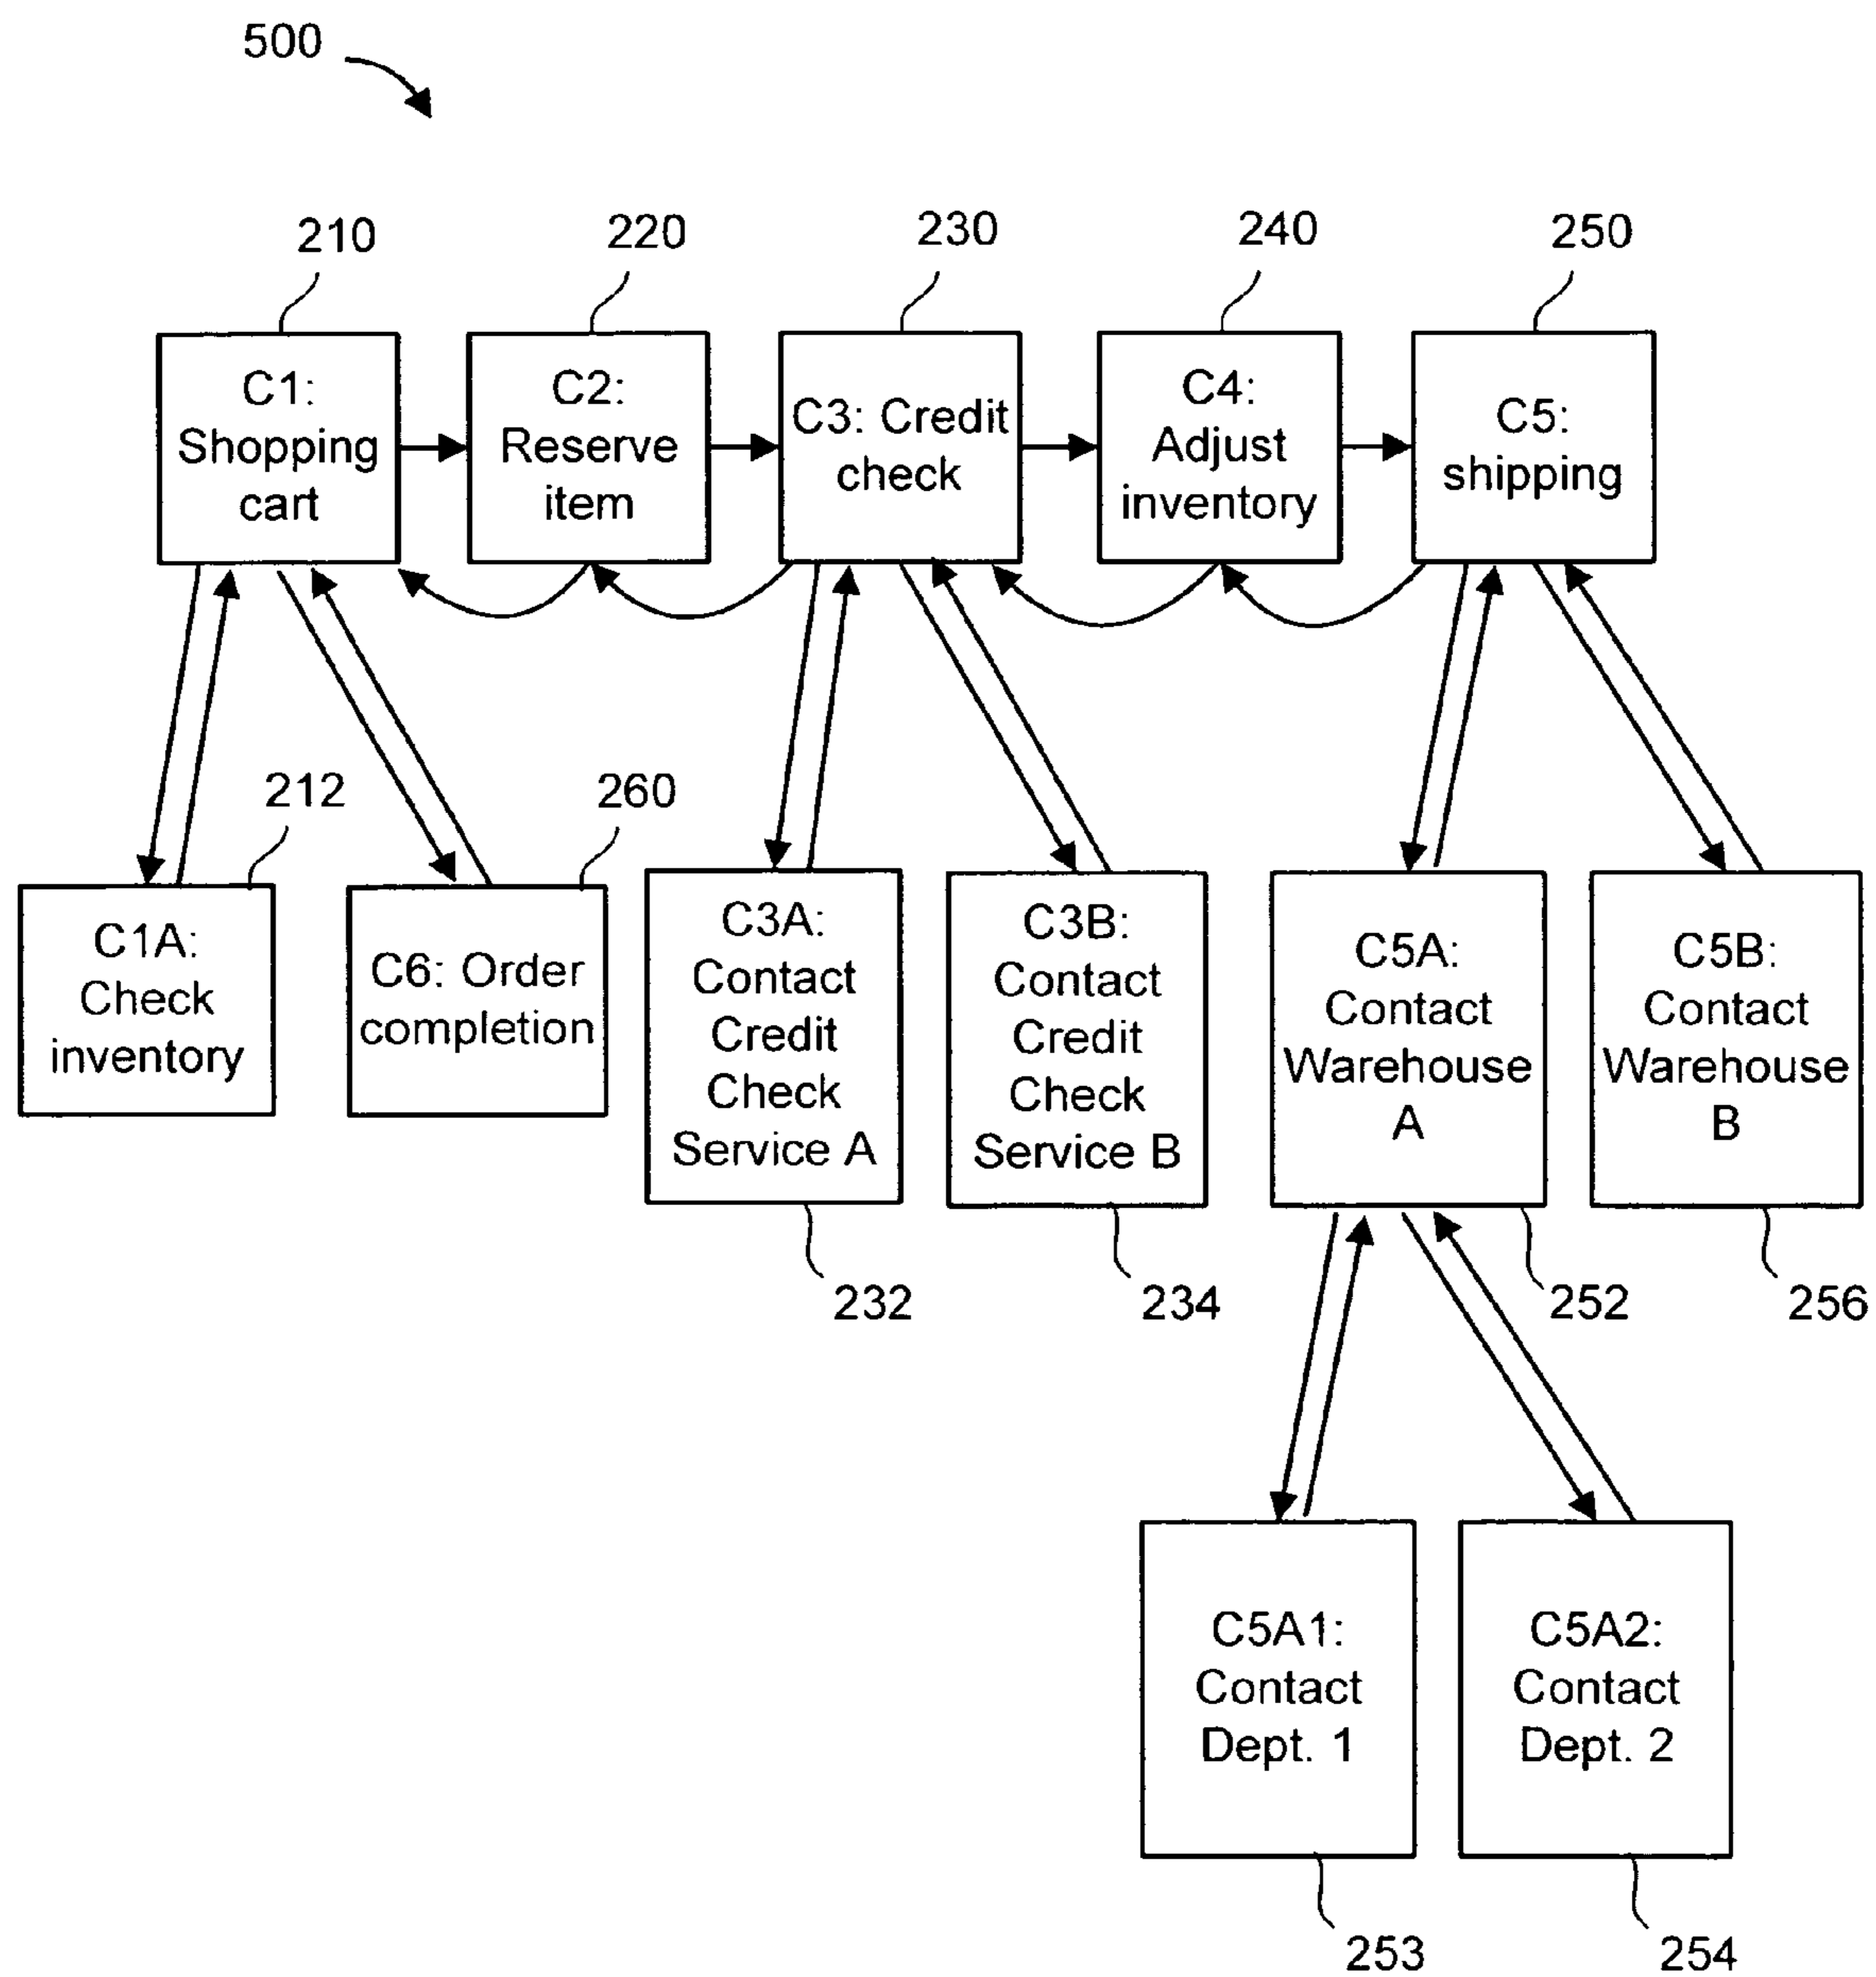 500
210
220
230
240
250
C1:
Shopping
cart
C2:
Reserve
item
C3: Credit
check
C4:
Adjust
inventory
C5:
shipping
212
260
C1A:
Check
inventory
C6: Order
completion
C3A:
Contact
Credit
Check
Service A
C3B:
Contact
Credit
Check
Service B
C5A:
Contact
Warehouse
A
C5B:
Contact
Warehouse
B
232
234
252
256
C5A1:
Contact
Dept. 1
C5A2:
Contact
Dept. 2
253
254